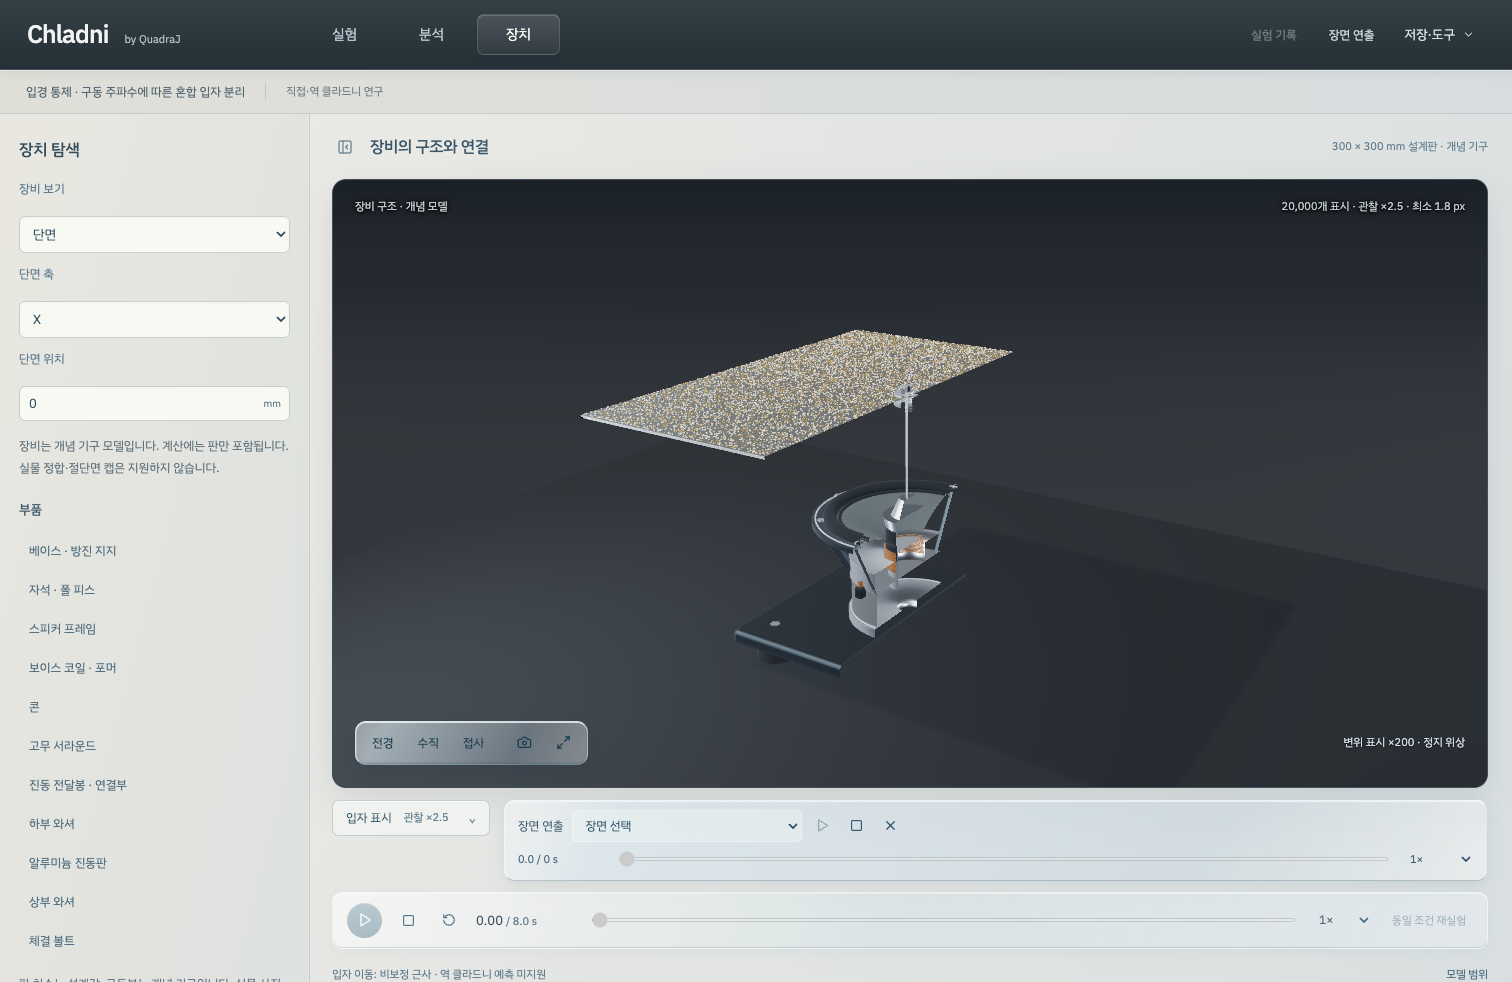 Chladni by QuadraJ
실험
분석
장치
실험 기록
장면 연출
저장·도구
입경 통제 · 구동 주파수에 따른 혼합 입자 분리
직접·역 클라드니 연구
장치 탐색
장비 보기
단면
단면 축
X
단면 위치
0 mm
장비는 개념 기구 모델입니다. 계산에는 판만 포함됩니다.
실물 정합·절단면 캡은 지원하지 않습니다.
부품
베이스 · 방진 지지
자석 · 폴 피스
스피커 프레임
보이스 코일 · 포머
콘
고무 서라운드
진동 전달봉 · 연결부
하부 와셔
알루미늄 진동판
상부 와셔
체결 볼트
장비의 구조와 연결
300 × 300 mm 설계판 · 개념 기구
장비 구조 · 개념 모델
20,000개 표시 · 관찰 ×2.5 · 최소 1.8 px
전경
수직
접사
변위 표시 ×200 · 정지 위상
입자 표시 관찰 ×2.5
장면 연출
장면 선택
0.0 / 0 s
1×
0.00 / 8.0 s
1×
동일 조건 재실험
입자 이동: 비보정 근사 · 역 클라드니 예측 미지원
모델 범위